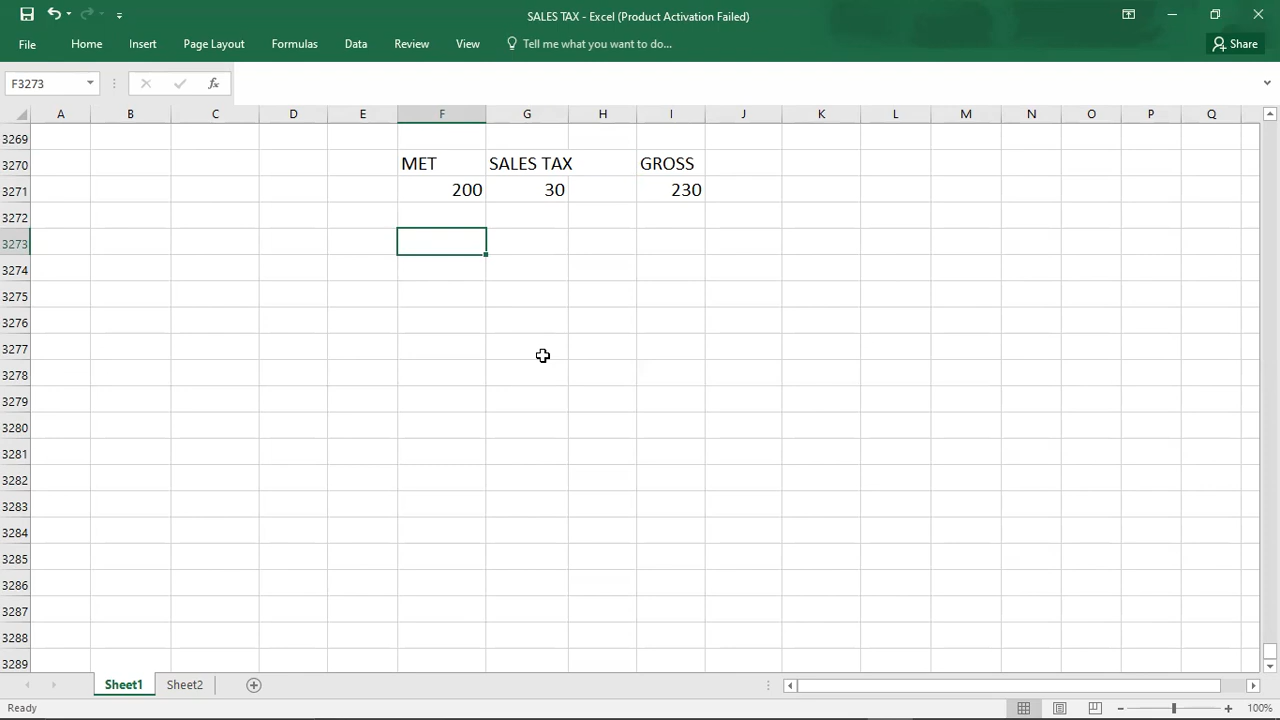 SALES TAX - Excel (Product Activation Failed)
File Home Insert Page Layout Formulas Data Review View Tell me what you want to do... Share
F3273 fx
A B C D E F G H I J K L M N O P Q
3269
3270 MET SALES TAX GROSS
3271 200 30 230
3272
3273
3274
3275
3276
3277
3278
3279
3280
3281
3282
3283
3284
3285
3286
3287
3288
3289
Sheet1 Sheet2
Ready 100%